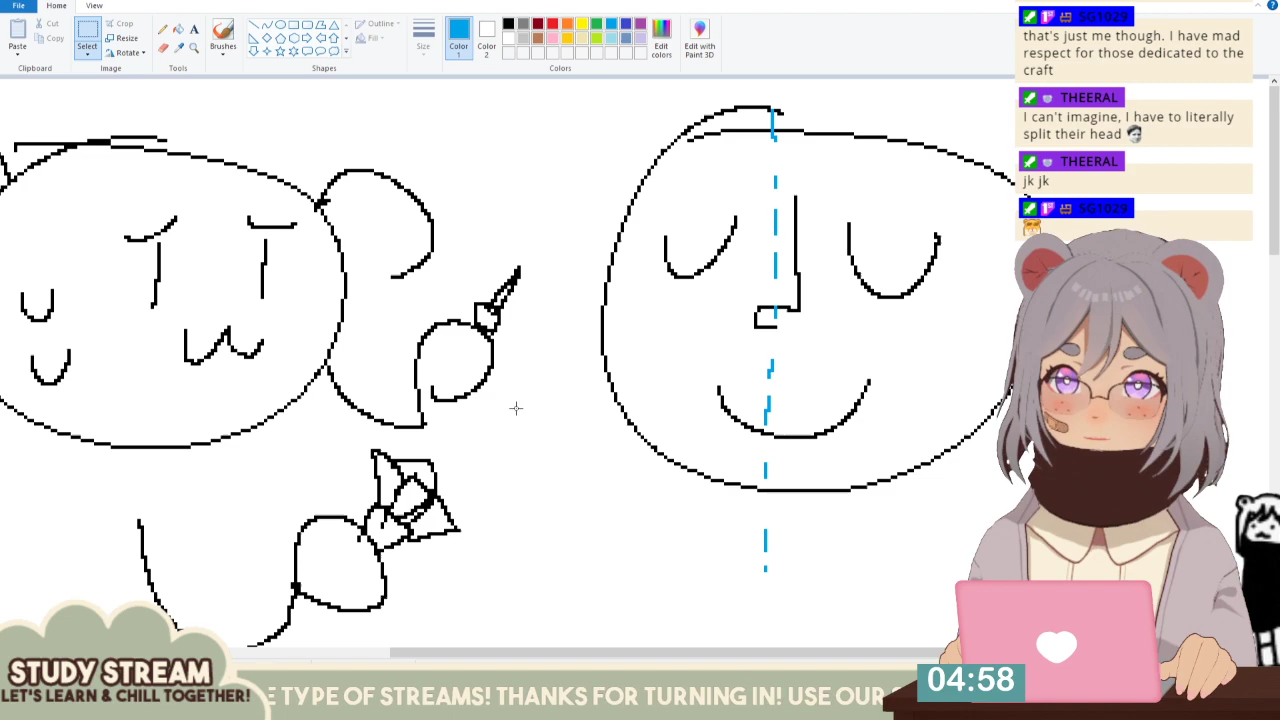 File
Home
View
Paste
Cut
Copy
Clipboard
Select
Crop
Resize
Rotate
Image
A
Tools
Brushes
Outline
Fill
Shapes
Size
Color 1
Color 2
Edit colors
Edit with Paint 3D
Colors
SG1029
that's just me though. I have mad
respect for those dedicated to the
craft
THEERAL
I can't imagine, I have to literally
split their head
THEERAL
jk jk
SG1029
STUDY STREAM
LET'S LEARN & CHILL TOGETHER!
E TYPE OF STREAMS! THANKS FOR TURNING IN! USE OUR
04:58